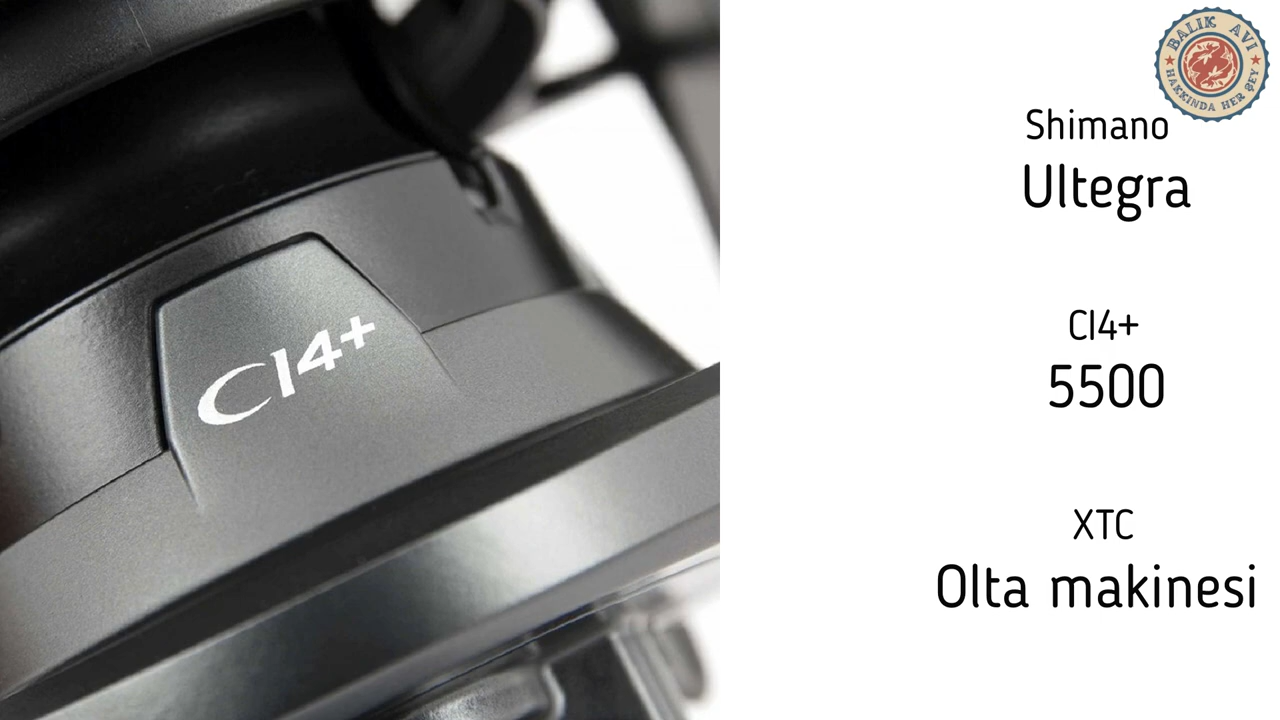 CI4+
BALIK AVI
HAKKINDA HER ŞEY
Shimano
Ultegra
CI4+
5500
XTC
Olta makinesi